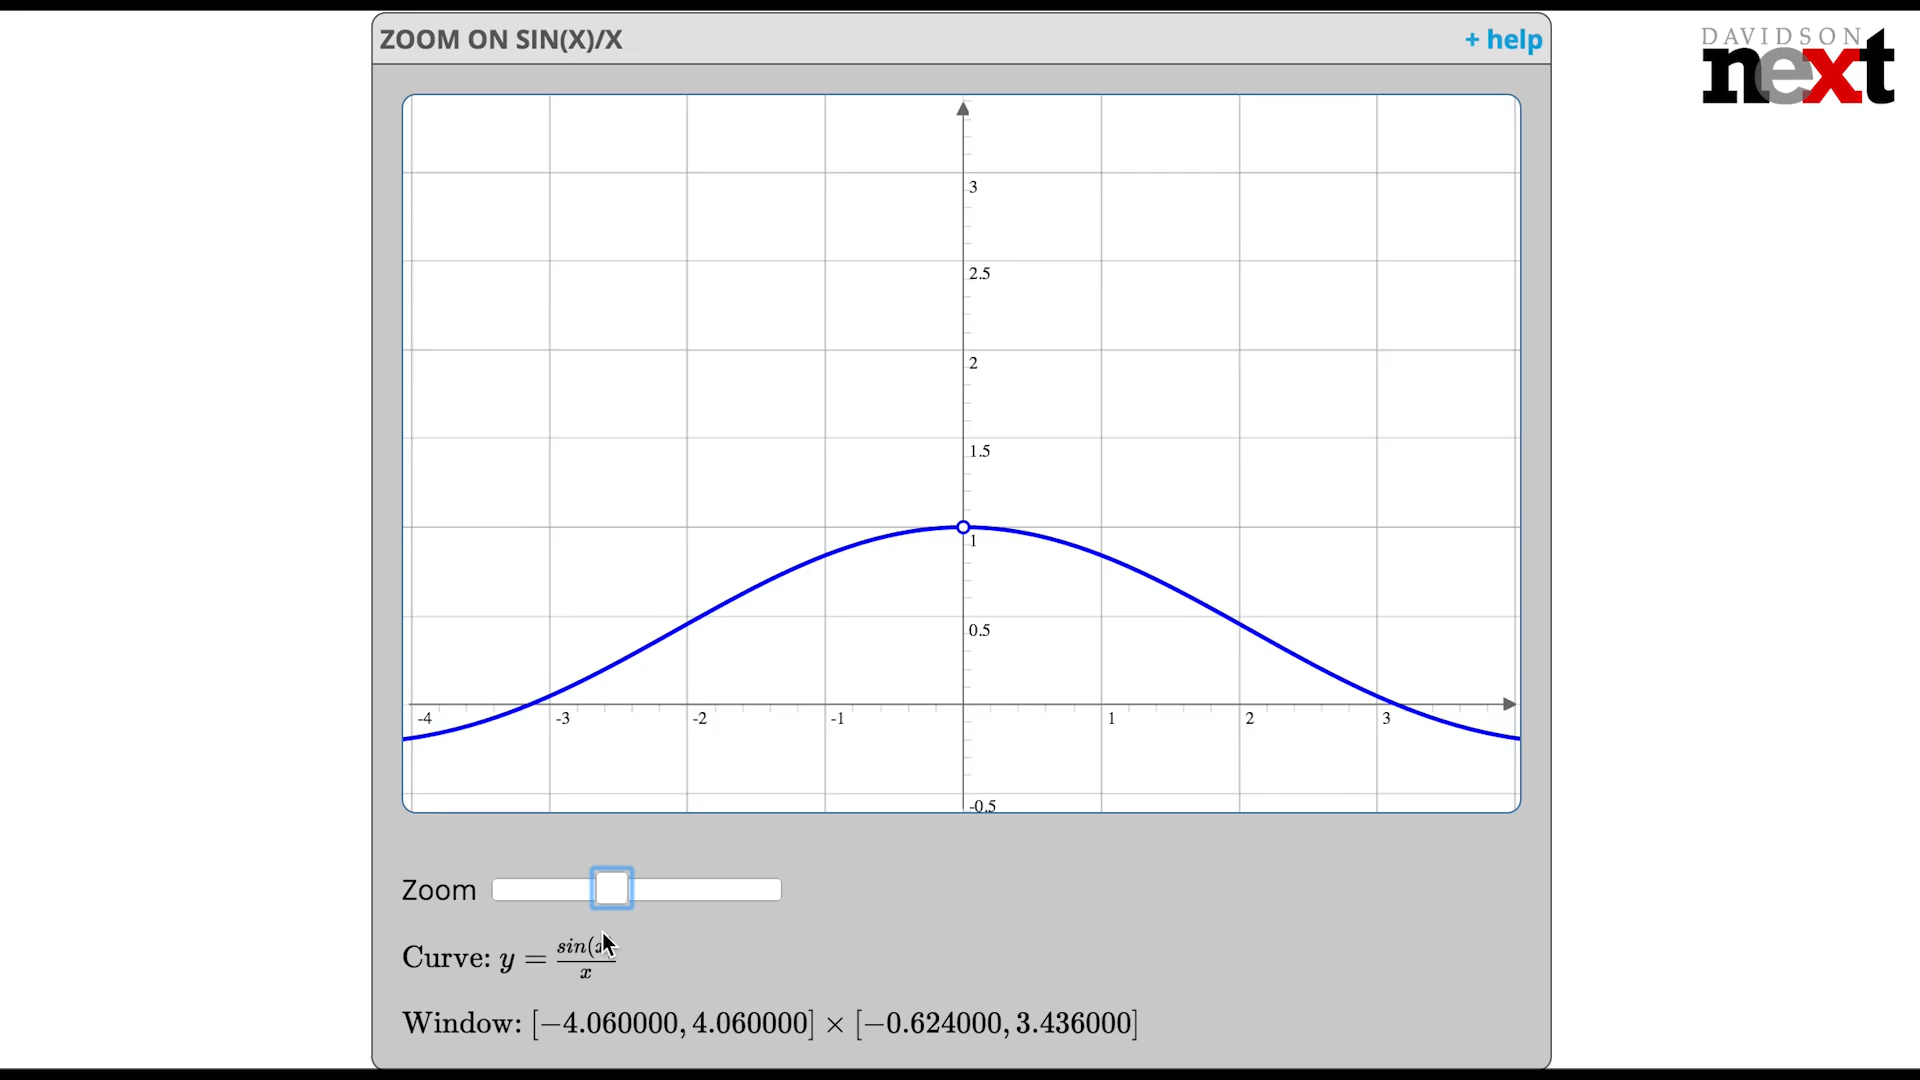 ZOOM ON SIN(X)/X
+ help
DAVIDSON
next
3
2.5
2
1.5
1
0.5
-4 -3 -2 -1 1 2 3
-0.5
Zoom
Curve: y = sin(x / x
Window: [−4.060000, 4.060000] × [−0.624000, 3.436000]